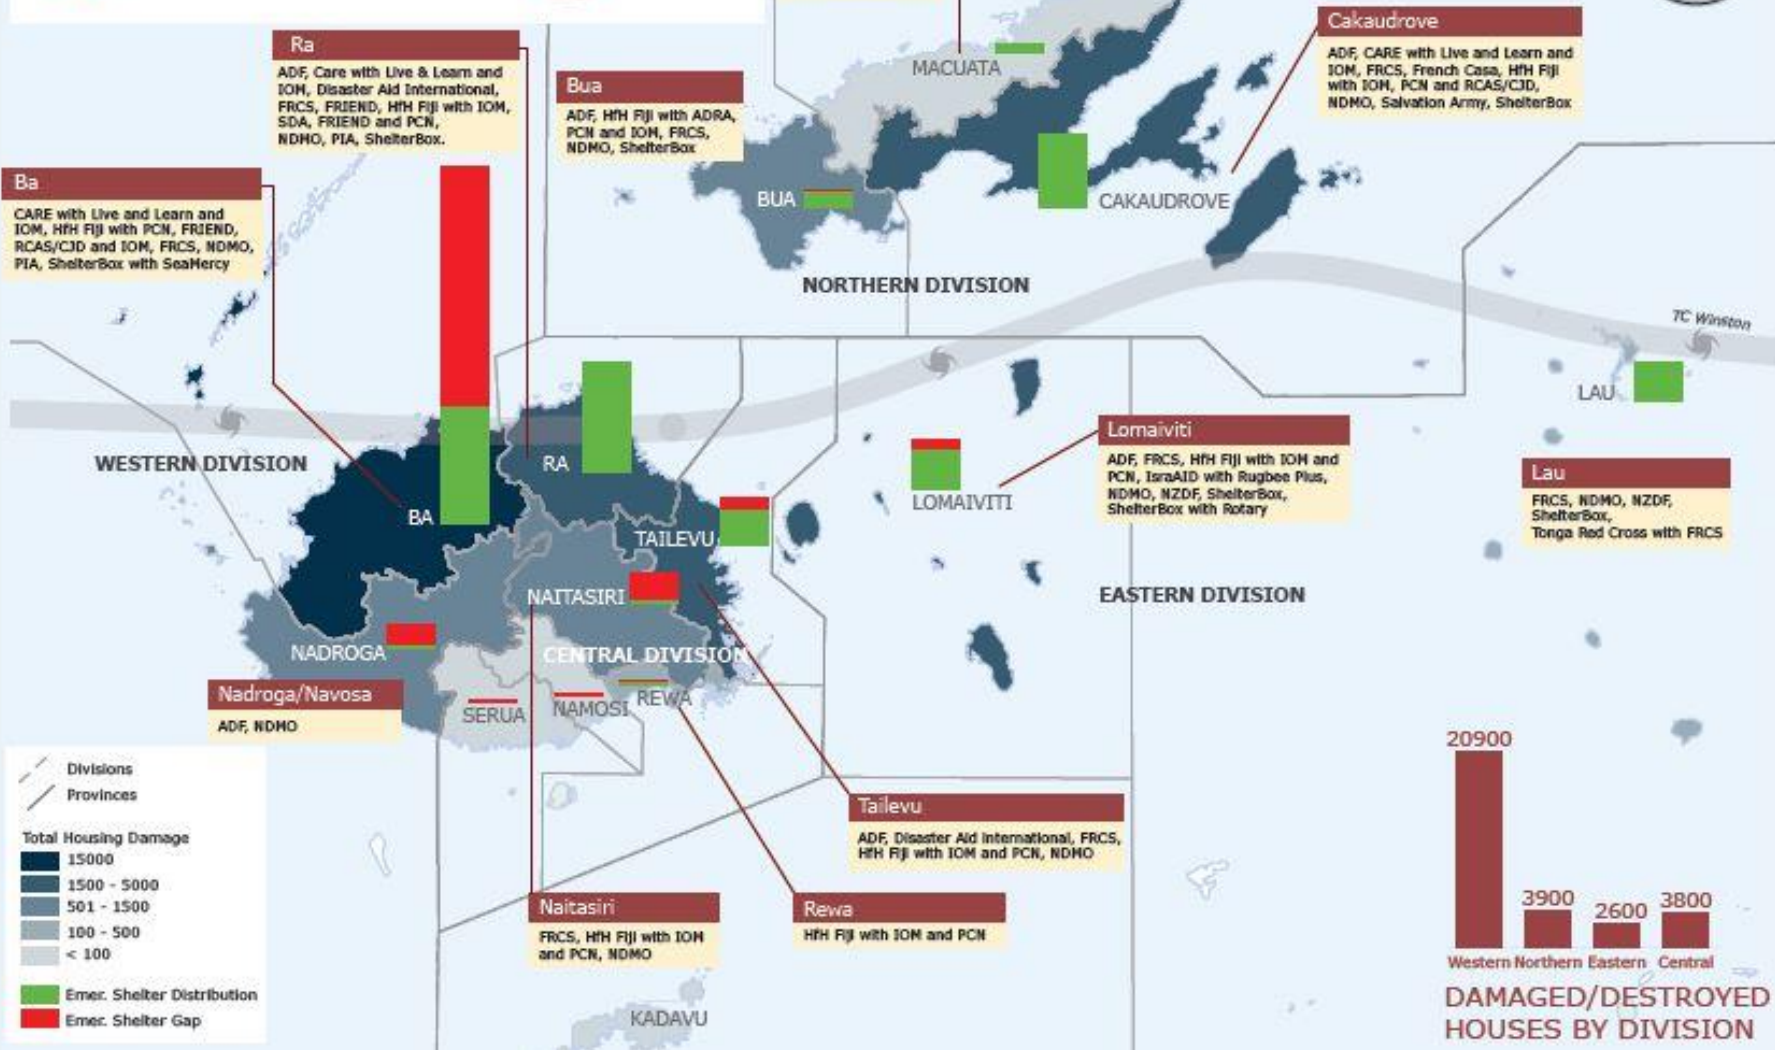 Ra
ADF, Care with Live & Learn and
IOM, Disaster Aid International,
FRCS, FRIEND, HfH Fiji with IOM,
SDA, FRIEND and PCN,
NDMO, PIA, ShelterBox.
Bua
ADF, HfH Fiji with ADRA,
PCN and IOM, FRCS,
NDMO, ShelterBox
Cakaudrove
ADF, CARE with Live and Learn and
IOM, FRCS, French Casa, HfH Fiji
with IOM, PCN and RCAS/CJD,
NDMO, Salvation Army, ShelterBox
Ba
CARE with Live and Learn and
IOM, HfH Fiji with PCN, FRIEND,
RCAS/CJD and IOM, FRCS, NDMO,
PIA, ShelterBox with SeaMercy
MACUATA
BUA
CAKAUDROVE
NORTHERN DIVISION
TC Winston
LAU
WESTERN DIVISION
RA
BA
LOMAIVITI
Lomaiviti
ADF, FRCS, HfH Fiji with IOM and
PCN, IsraAID with Rugbee Plus,
NDMO, NZDF, ShelterBox,
ShelterBox with Rotary
Lau
FRCS, NDMO, NZDF,
ShelterBox,
Tonga Red Cross with FRCS
TAILEVU
NAITASIRI
EASTERN DIVISION
NADROGA
CENTRAL DIVISION
Nadroga/Navosa
ADF, NDMO
SERUA
NAMOSI
REWA
Divisions
Provinces
Total Housing Damage
15000
1500 - 5000
501 - 1500
100 - 500
< 100
Emer. Shelter Distribution
Emer. Shelter Gap
Tailevu
ADF, Disaster Aid International, FRCS,
HfH Fiji with IOM and PCN, NDMO
Naitasiri
FRCS, HfH Fiji with IOM
and PCN, NDMO
Rewa
HfH Fiji with IOM and PCN
KADAVU
20900
3900
2600
3800
Western Northern Eastern Central
DAMAGED/DESTROYED
HOUSES BY DIVISION